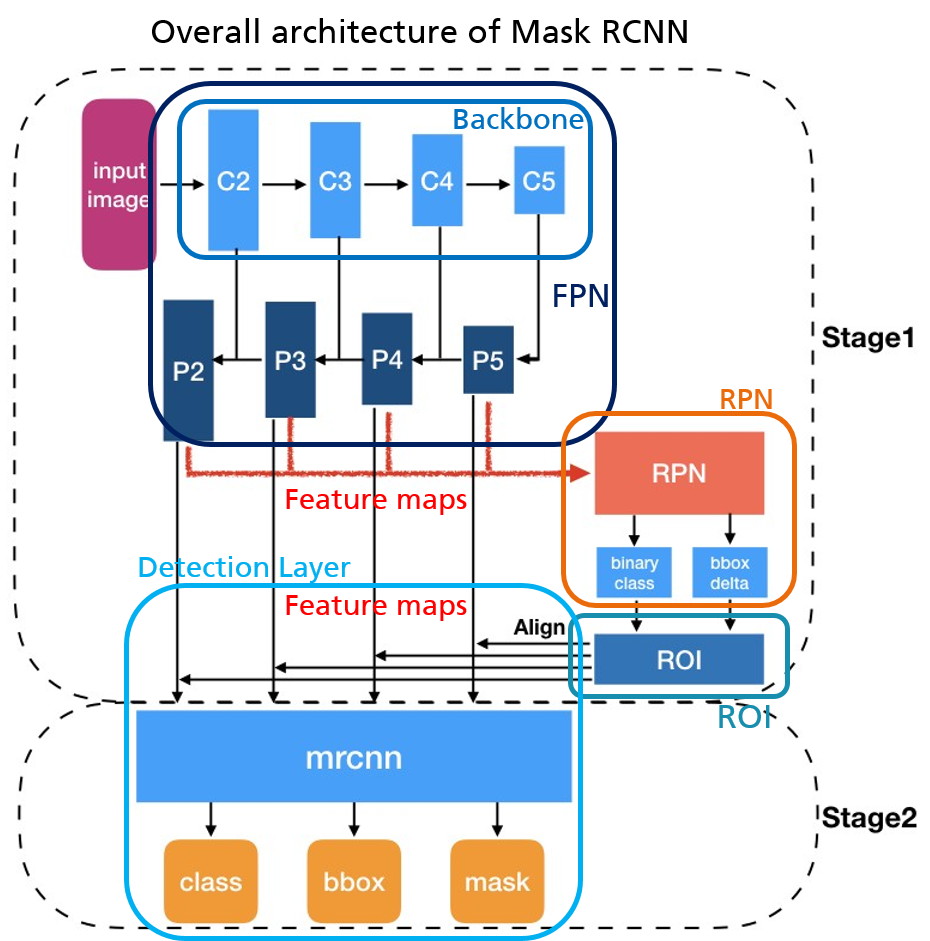 Overall architecture of Mask RCNN
Backbone
input
image
C2
C3
C4
C5
FPN
P2
P3
P4
P5
Stage1
RPN
RPN
Feature maps
binary
class
bbox
delta
Detection Layer
Feature maps
Align
ROI
ROI
mrcnn
Stage2
class
bbox
mask